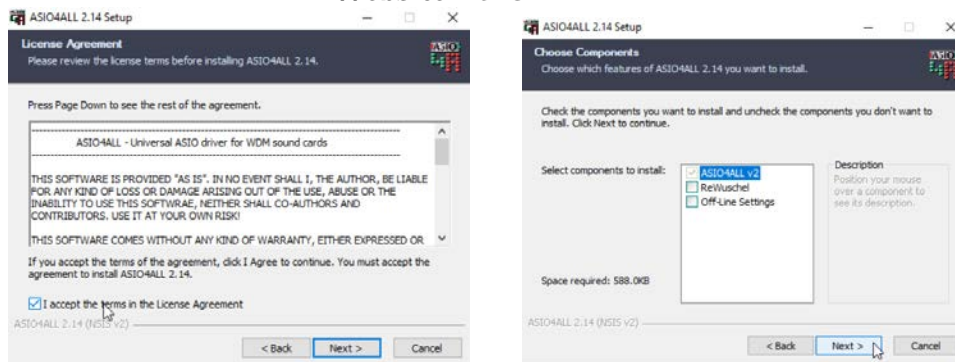 ASIO4ALL 2.14 Setup
License Agreement
Please review the license terms before installing ASIO4ALL 2.14.
ASIO
Press Page Down to see the rest of the agreement.
ASIO4ALL - Universal ASIO driver for WDM sound cards
THIS SOFTWARE IS PROVIDED "AS IS". IN NO EVENT SHALL I, THE AUTHOR, BE LIABLE
FOR ANY KIND OF LOSS OR DAMAGE ARISING OUT OF THE USE, ABUSE OR THE
INABILITY TO USE THIS SOFTWRAE, NEITHER SHALL CO-AUTHORS AND
CONTRIBUTORS. USE IT AT YOUR OWN RISK!
THIS SOFTWARE COMES WITHOUT ANY KIND OF WARRANTY, EITHER EXPRESSED OR
If you accept the terms of the agreement, click I Agree to continue. You must accept the
agreement to install ASIO4ALL 2.14.
I accept the terms in the License Agreement
ASIO4ALL 2.14 (NSIS v2)
< Back
Next >
Cancel
ASIO4ALL 2.14 Setup
Choose Components
Choose which features of ASIO4ALL 2.14 you want to install.
ASIO
Check the components you want to install and uncheck the components you don't want to
install. Click Next to continue.
Select components to install:
ASIO4ALL v2
ReWuschel
Off-Line Settings
Description
Position your mouse
over a component to
see its description.
Space required: 588.0KB
ASIO4ALL 2.14 (NSIS v2)
< Back
Next >
Cancel